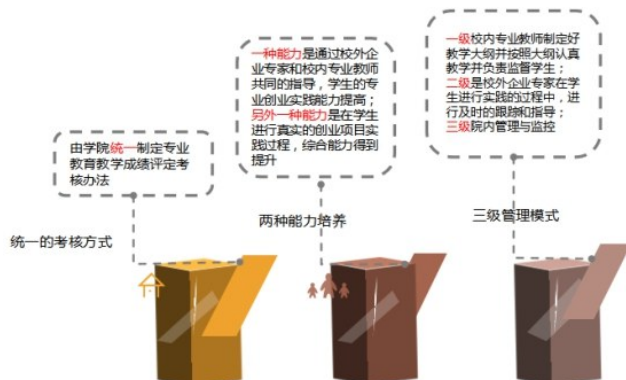 由学院统一制定专业
教育教学成绩评定考
核办法
统一的考核方式
一种能力是通过校外企
业专家和校内专业教师
共同的指导，学生的专
业创业实践能力提高；
另外一种能力是在学生
进行真实的创业项目实
践过程，综合能力得到
提升
两种能力培养
一级校内专业教师制定好
教学大纲并按照大纲认真
教学并负责监督学生；
二级是校外企业专家在学
生进行实践的过程中，进
行及时的跟踪和指导；
三级院内管理与监控
三级管理模式